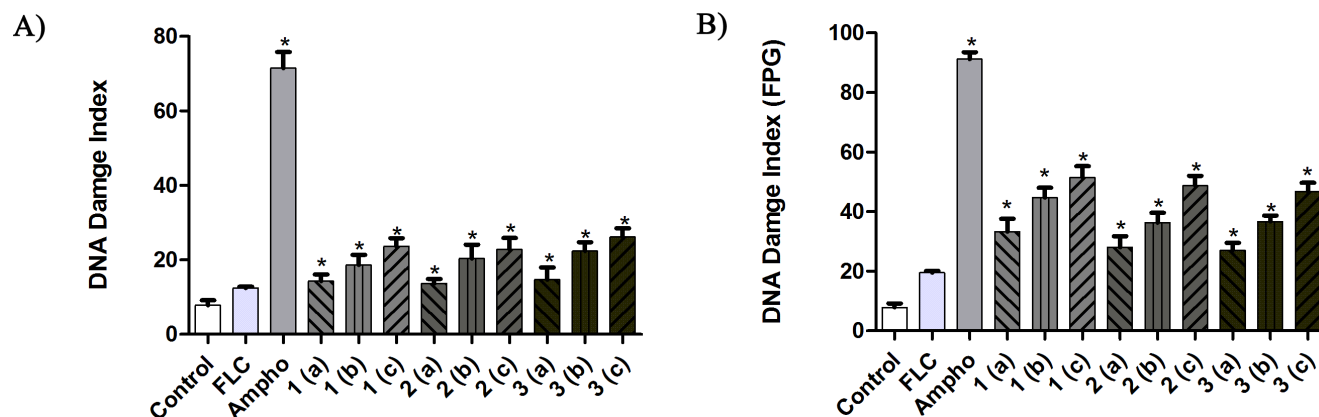 A)
DNA Damge Index
80
60
40
20
0
*
*
*
*
*
*
*
*
*
*
Control
FLC
Ampho
1 (a)
1 (b)
1 (c)
2 (a)
2 (b)
2 (c)
3 (a)
3 (b)
3 (c)
B)
DNA Damge Index (FPG)
100
80
60
40
20
0
*
*
*
*
*
*
*
*
*
*
Control
FLC
Ampho
1 (a)
1 (b)
1 (c)
2 (a)
2 (b)
2 (c)
3 (a)
3 (b)
3 (c)